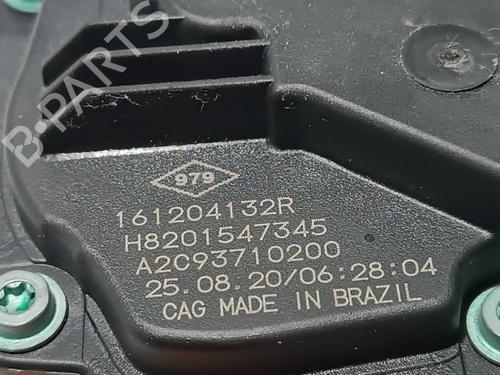 B-PARTS
979
161204132R
H8201547345
A2C93710200
25.08.20/06:28:04
CAG MADE IN BRAZIL